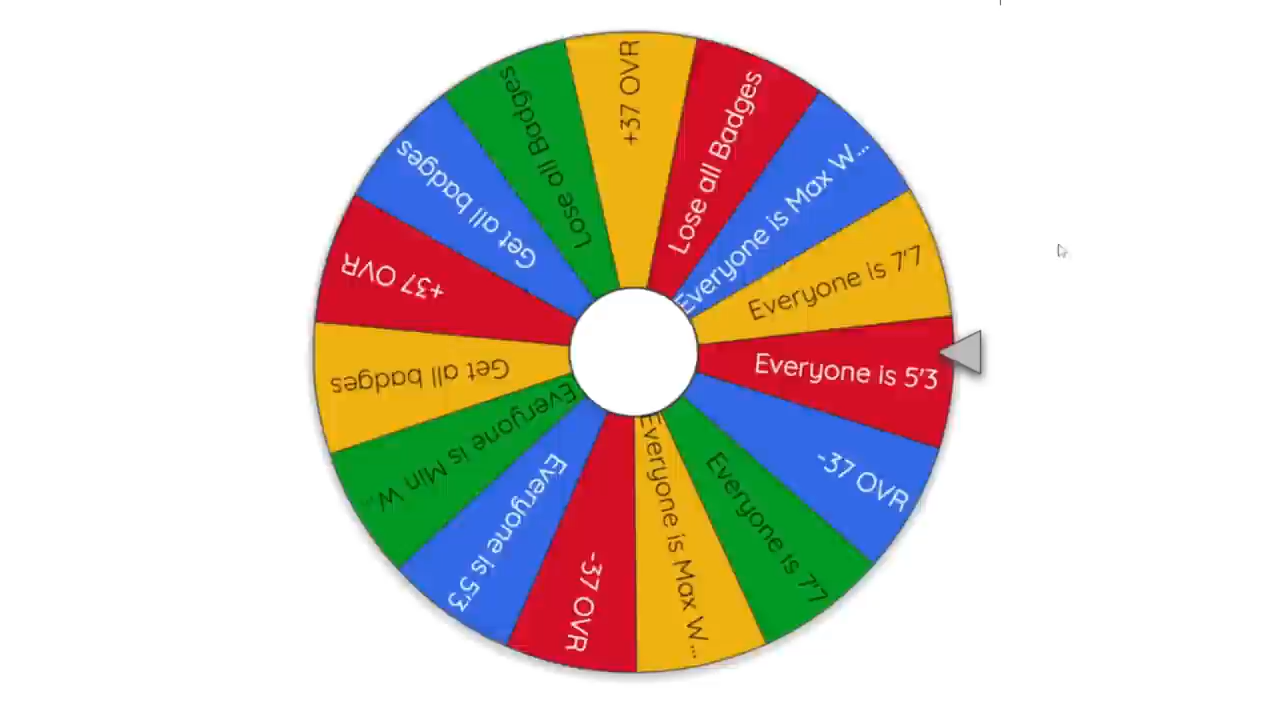 +37 OVR
Lose all Badges
Everyone is Max W...
Everyone is 7'7
Everyone is 5'3
-37 OVR
Everyone is 7'7
Everyone is Max W...
-37 OVR
Everyone is 5'3
Everyone is Min W...
Get all badges
+37 OVR
Get all badges
Lose all Badges